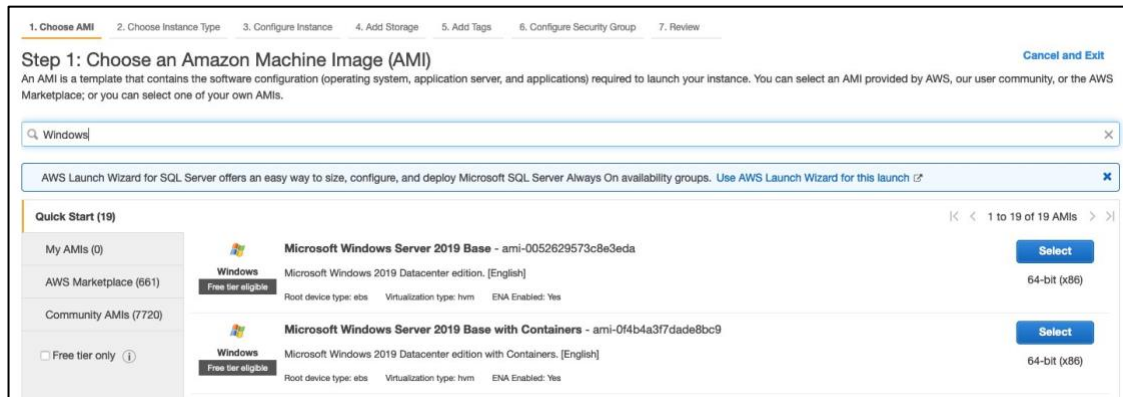 1. Choose AMI 2. Choose Instance Type 3. Configure Instance 4. Add Storage 5. Add Tags 6. Configure Security Group 7. Review
Step 1: Choose an Amazon Machine Image (AMI)
Cancel and Exit
An AMI is a template that contains the software configuration (operating system, application server, and applications) required to launch your instance. You can select an AMI provided by AWS, our user community, or the AWS
Marketplace; or you can select one of your own AMIs.
Windows
AWS Launch Wizard for SQL Server offers an easy way to size, configure, and deploy Microsoft SQL Server Always On availability groups. Use AWS Launch Wizard for this launch
Quick Start (19)
1 to 19 of 19 AMIs
My AMIs (0)
AWS Marketplace (661)
Community AMIs (7720)
Free tier only
Windows
Free tier eligible
Microsoft Windows Server 2019 Base - ami-0052629573c8e3eda
Microsoft Windows 2019 Datacenter edition. [English]
Root device type: ebs Virtualization type: hvm ENA Enabled: Yes
Select
64-bit (x86)
Windows
Free tier eligible
Microsoft Windows Server 2019 Base with Containers - ami-0f4b4a3f7dade8bc9
Microsoft Windows 2019 Datacenter edition with Containers. [English]
Root device type: ebs Virtualization type: hvm ENA Enabled: Yes
Select
64-bit (x86)